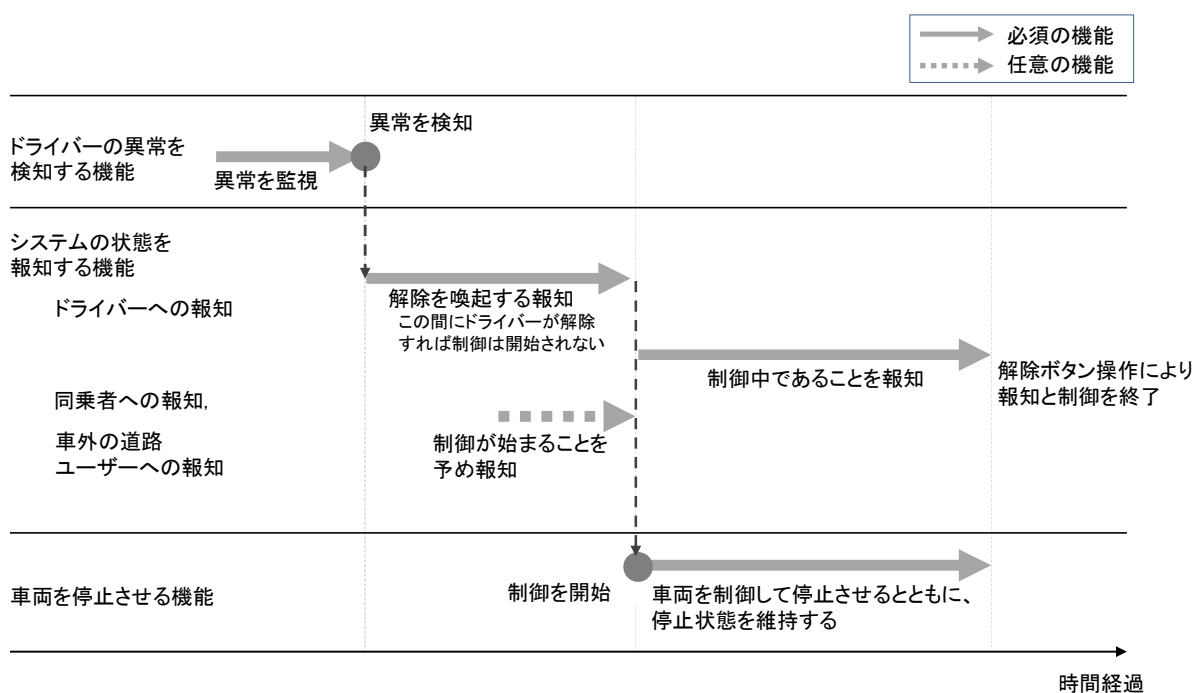 必須の機能
任意の機能
異常を検知
ドライバーの異常を
検知する機能
異常を監視
システムの状態を
報知する機能
ドライバーへの報知
解除を喚起する報知
この間にドライバーが解除
すれば制御は開始されない
制御中であることを報知
解除ボタン操作により
報知と制御を終了
同乗者への報知,
車外の道路
ユーザーへの報知
制御が始まることを
予め報知
車両を停止させる機能
制御を開始
車両を制御して停止させるとともに、
停止状態を維持する
時間経過